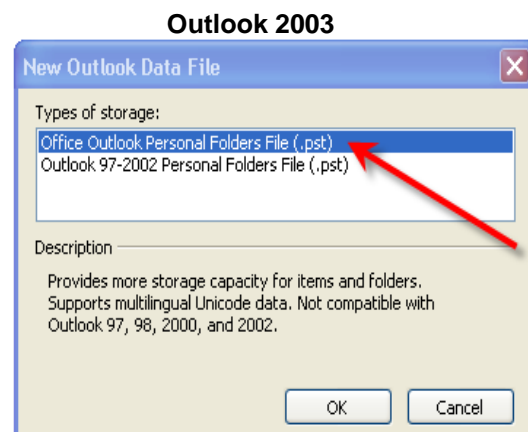 Outlook 2003
New Outlook Data File
Types of storage:
Office Outlook Personal Folders File (.pst)
Outlook 97-2002 Personal Folders File (.pst)
Description
Provides more storage capacity for items and folders.
Supports multilingual Unicode data. Not compatible with
Outlook 97, 98, 2000, and 2002.
OK
Cancel